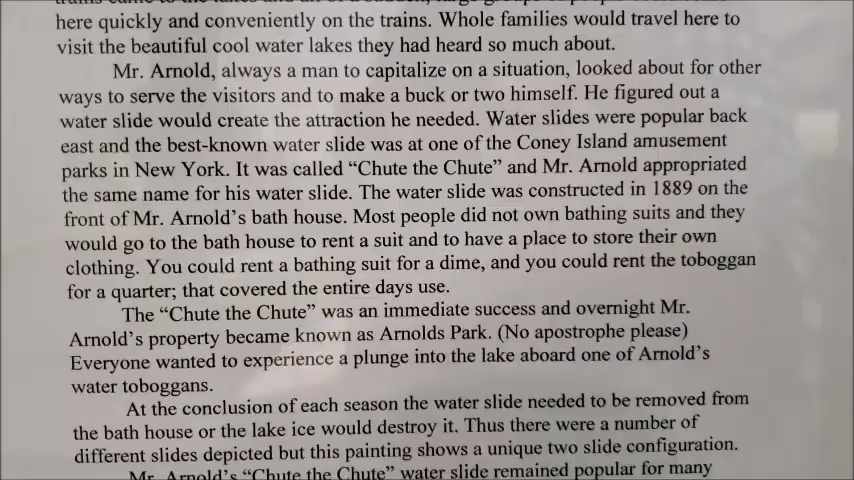 here quickly and conveniently on the trains. Whole families would travel here to
visit the beautiful cool water lakes they had heard so much about.
Mr. Arnold, always a man to capitalize on a situation, looked about for other
ways to serve the visitors and to make a buck or two himself. He figured out a
water slide would create the attraction he needed. Water slides were popular back
east and the best-known water slide was at one of the Coney Island amusement
parks in New York. It was called “Chute the Chute” and Mr. Arnold appropriated
the same name for his water slide. The water slide was constructed in 1889 on the
front of Mr. Arnold’s bath house. Most people did not own bathing suits and they
would go to the bath house to rent a suit and to have a place to store their own
clothing. You could rent a bathing suit for a dime, and you could rent the toboggan
for a quarter; that covered the entire days use.
The “Chute the Chute” was an immediate success and overnight Mr.
Arnold’s property became known as Arnolds Park. (No apostrophe please)
Everyone wanted to experience a plunge into the lake aboard one of Arnold’s
water toboggans.
At the conclusion of each season the water slide needed to be removed from
the bath house or the lake ice would destroy it. Thus there were a number of
different slides depicted but this painting shows a unique two slide configuration.
Mr. Arnold’s “Chute the Chute” water slide remained popular for many